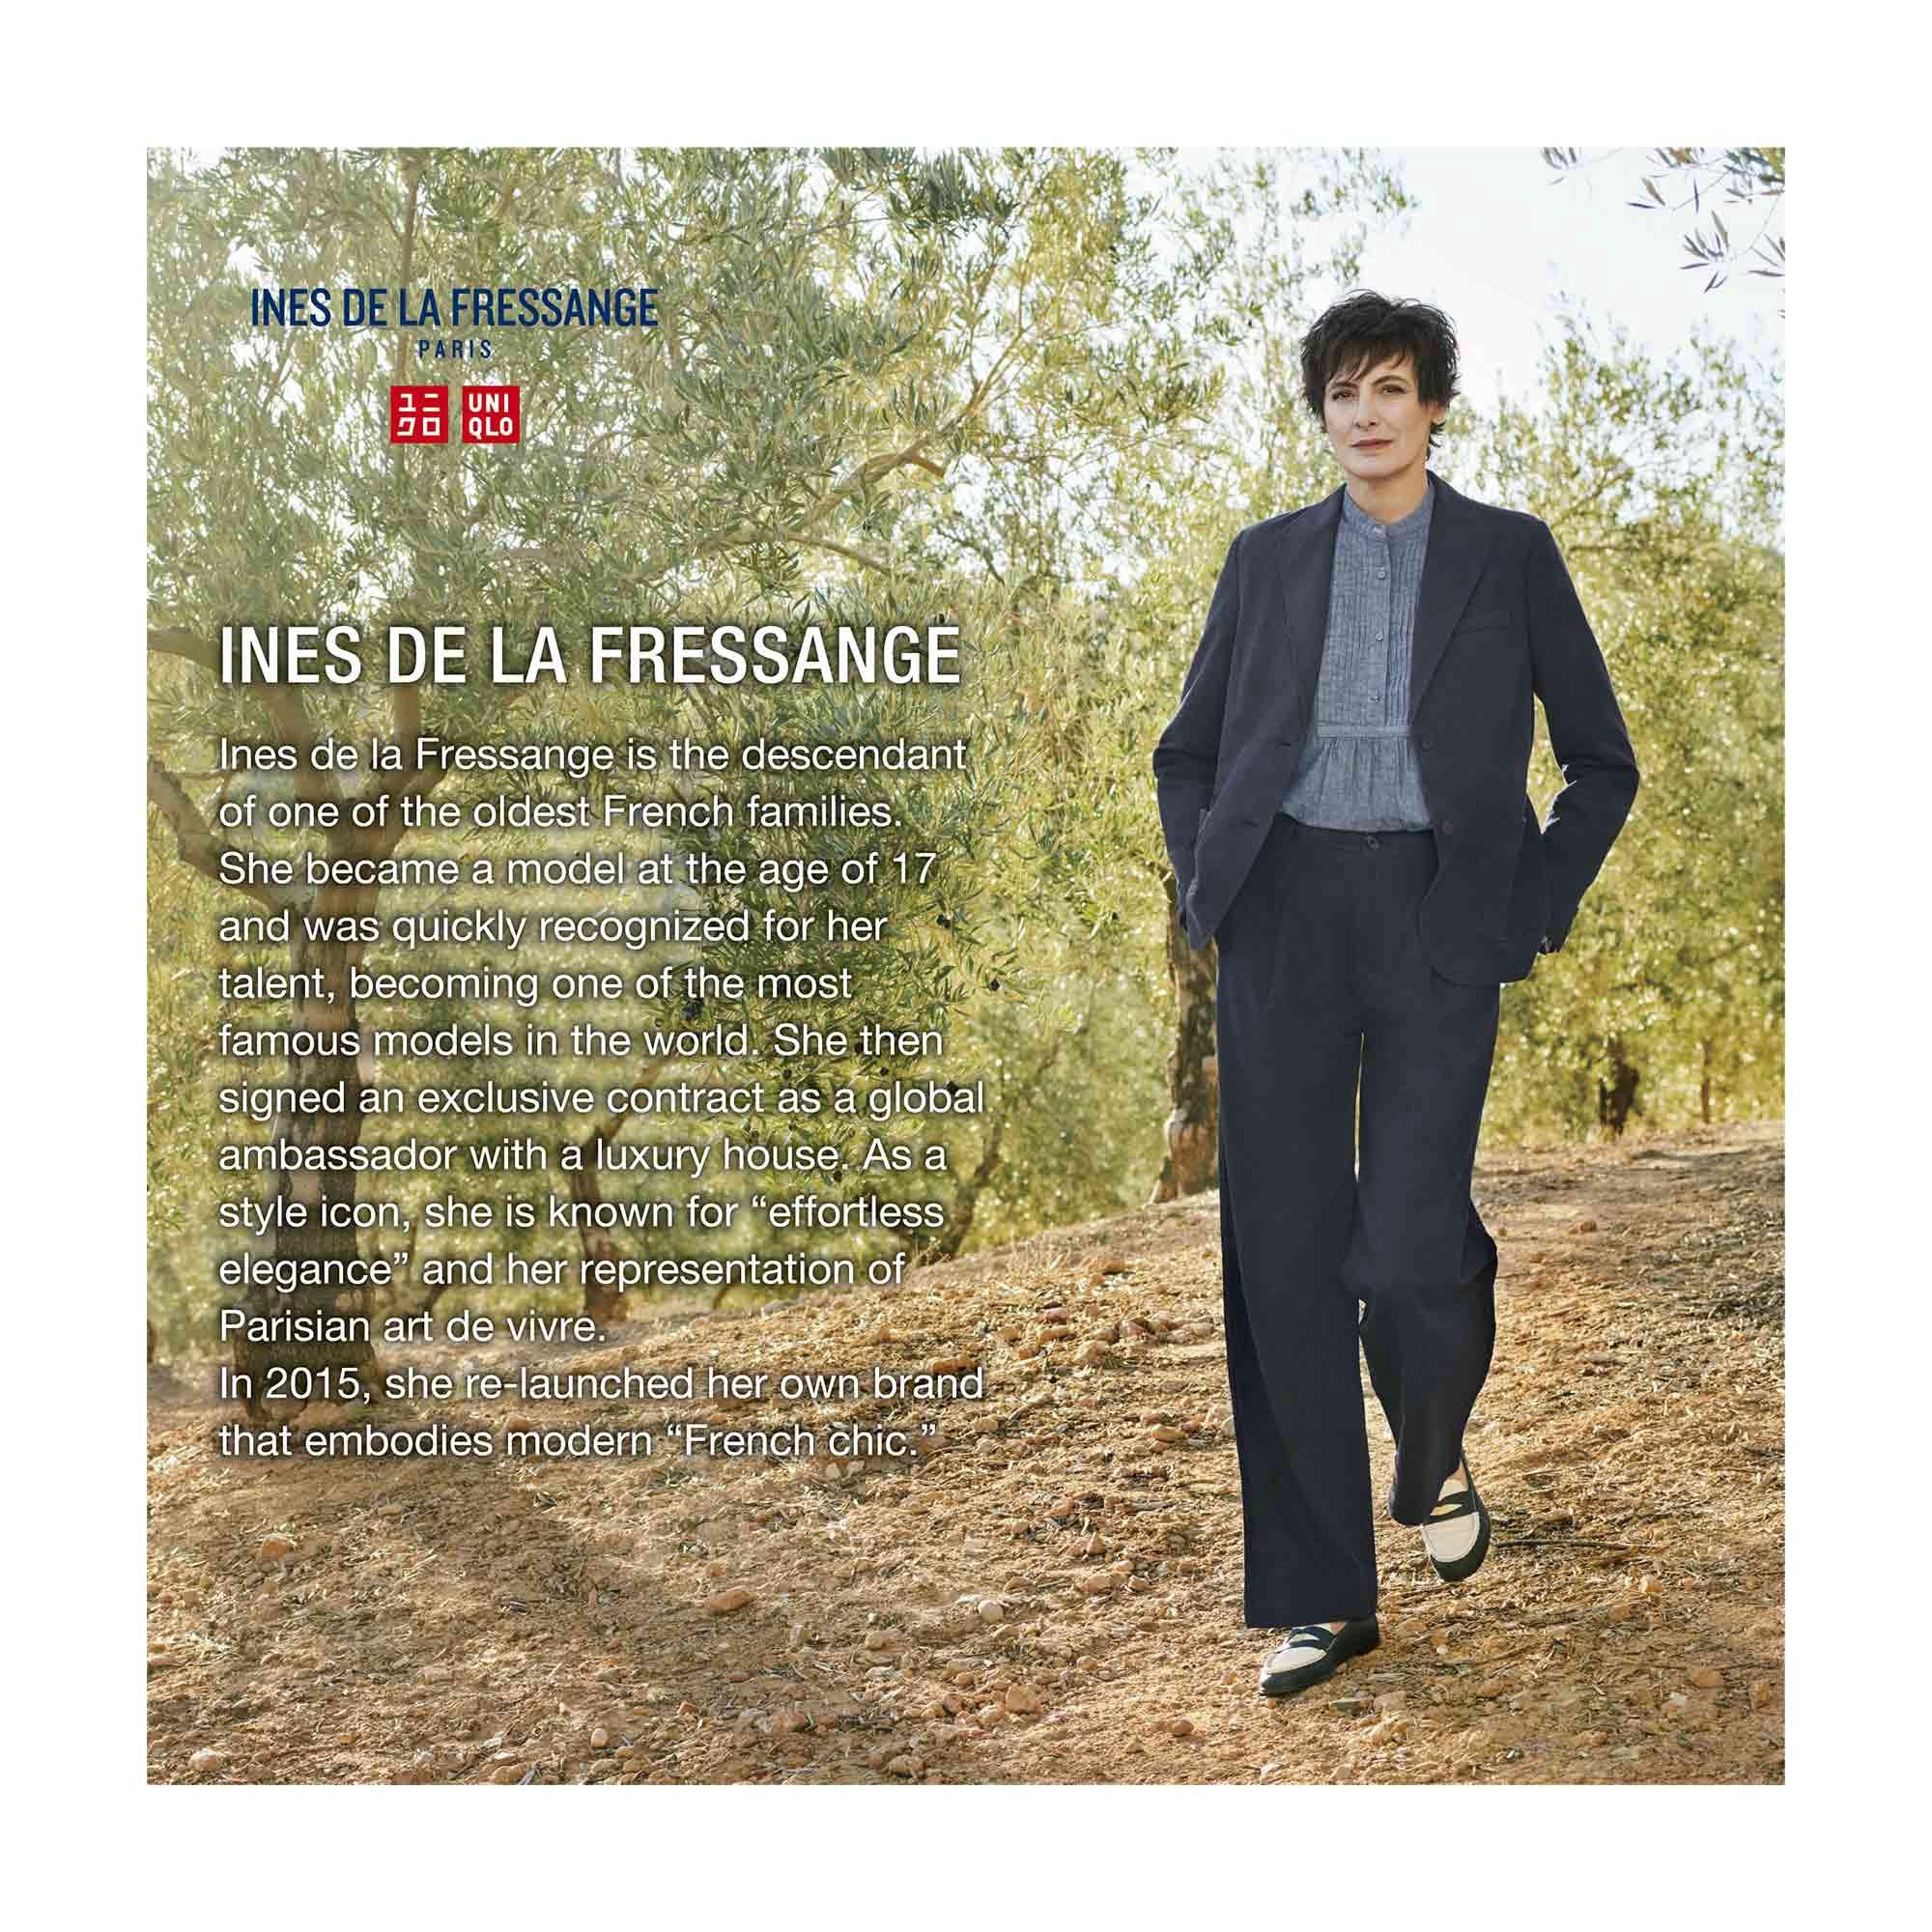 INES DE LA FRESSANGE
PARIS
ユニ UNI
クロ QLO
INES DE LA FRESSANGE
Ines de la Fressange is the descendant
of one of the oldest French families.
She became a model at the age of 17
and was quickly recognized for her
talent, becoming one of the most
famous models in the world. She then
signed an exclusive contract as a global
ambassador with a luxury house. As a
style icon, she is known for “effortless
elegance” and her representation of
Parisian art de vivre.
In 2015, she re-launched her own brand
that embodies modern “French chic.”